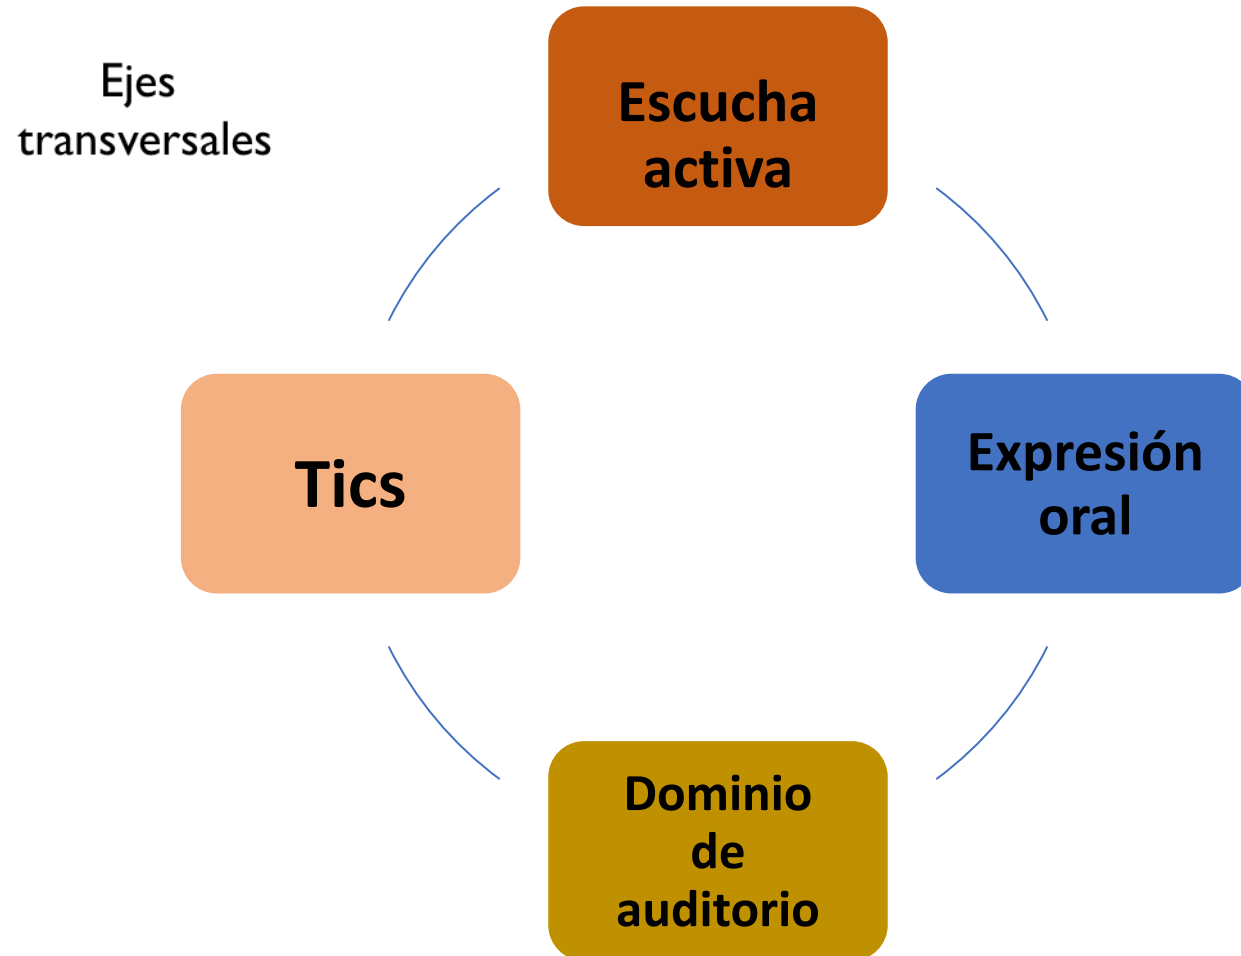 Ejes
transversales
Escucha
activa
Expresión
oral
Dominio
de
auditorio
Tics